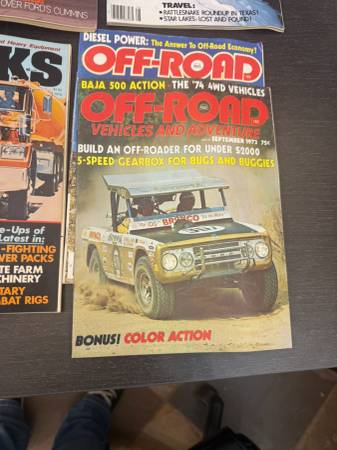 OVER FORD'S CUMMINS
TRAVEL:
• RATTLESNAKE ROUNDUP IN TEXAS!
• STAR LAKES: LOST AND FOUND!
Heavy Equipment
KS
e-Ups of
Latest in:
-FIGHTING
WER PACKS
TE FARM
CHINERY
TARY
BAT RIGS
DIESEL POWER: The Answer To Off-Road Economy?
OFF-ROAD
BAJA 500 ACTION - THE '74 4WD VEHICLES
OFF-ROAD
VEHICLES AND ADVENTURE
SEPTEMBER 1973 75¢
BUILD AN OFF-ROADER FOR UNDER $2000
5-SPEED GEARBOX FOR BUGS AND BUGGIES
BRONCO
BONUS! COLOR ACTION